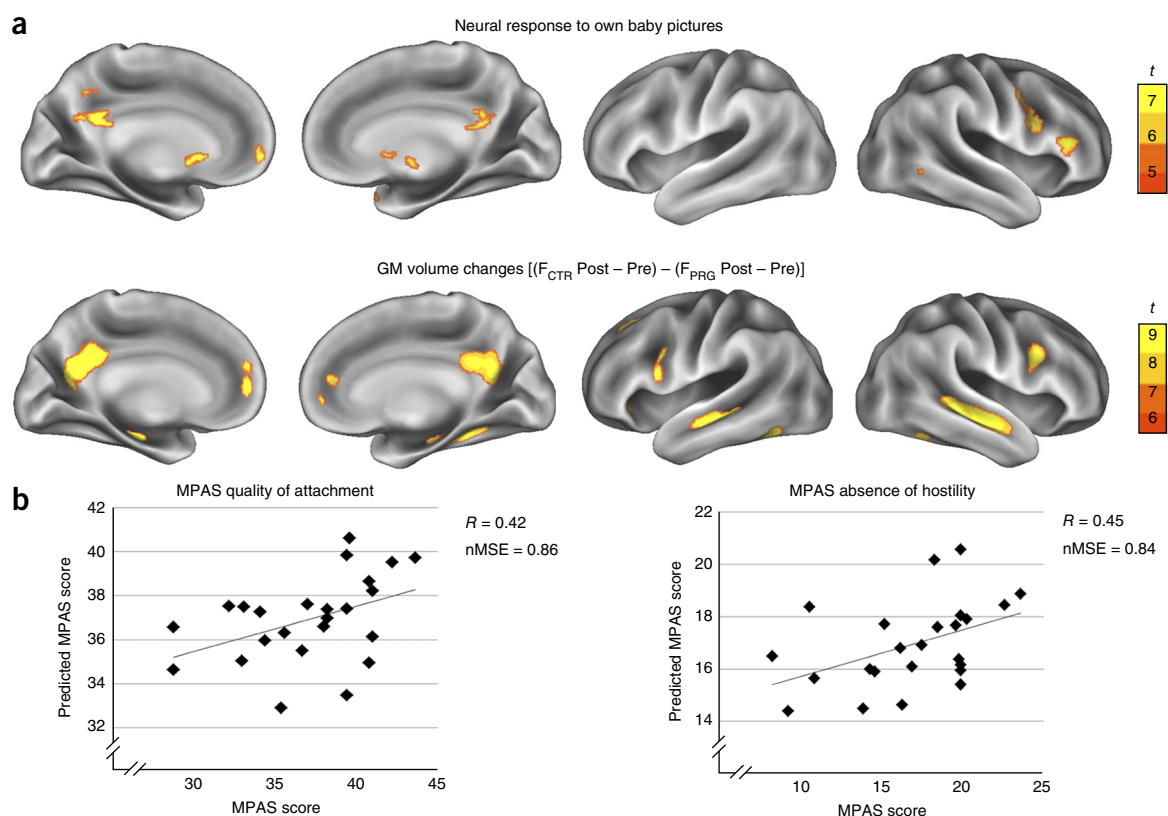 a
Neural response to own baby pictures
t
7
6
5
GM volume changes [(F_CTR Post – Pre) – (F_PRG Post – Pre)]
t
9
8
7
6
b
MPAS quality of attachment
R = 0.42
nMSE = 0.86
Predicted MPAS score
42
40
38
36
34
32
30 35 40 45
MPAS score
MPAS absence of hostility
R = 0.45
nMSE = 0.84
Predicted MPAS score
22
20
18
16
14
10 15 20 25
MPAS score